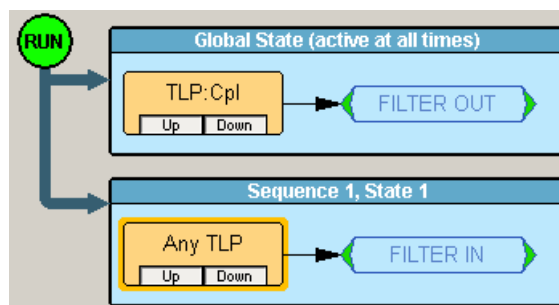 RUN
Global State (active at all times)
TLP:Cpl
FILTER OUT
Up Down
Sequence 1, State 1
Any TLP
FILTER IN
Up Down